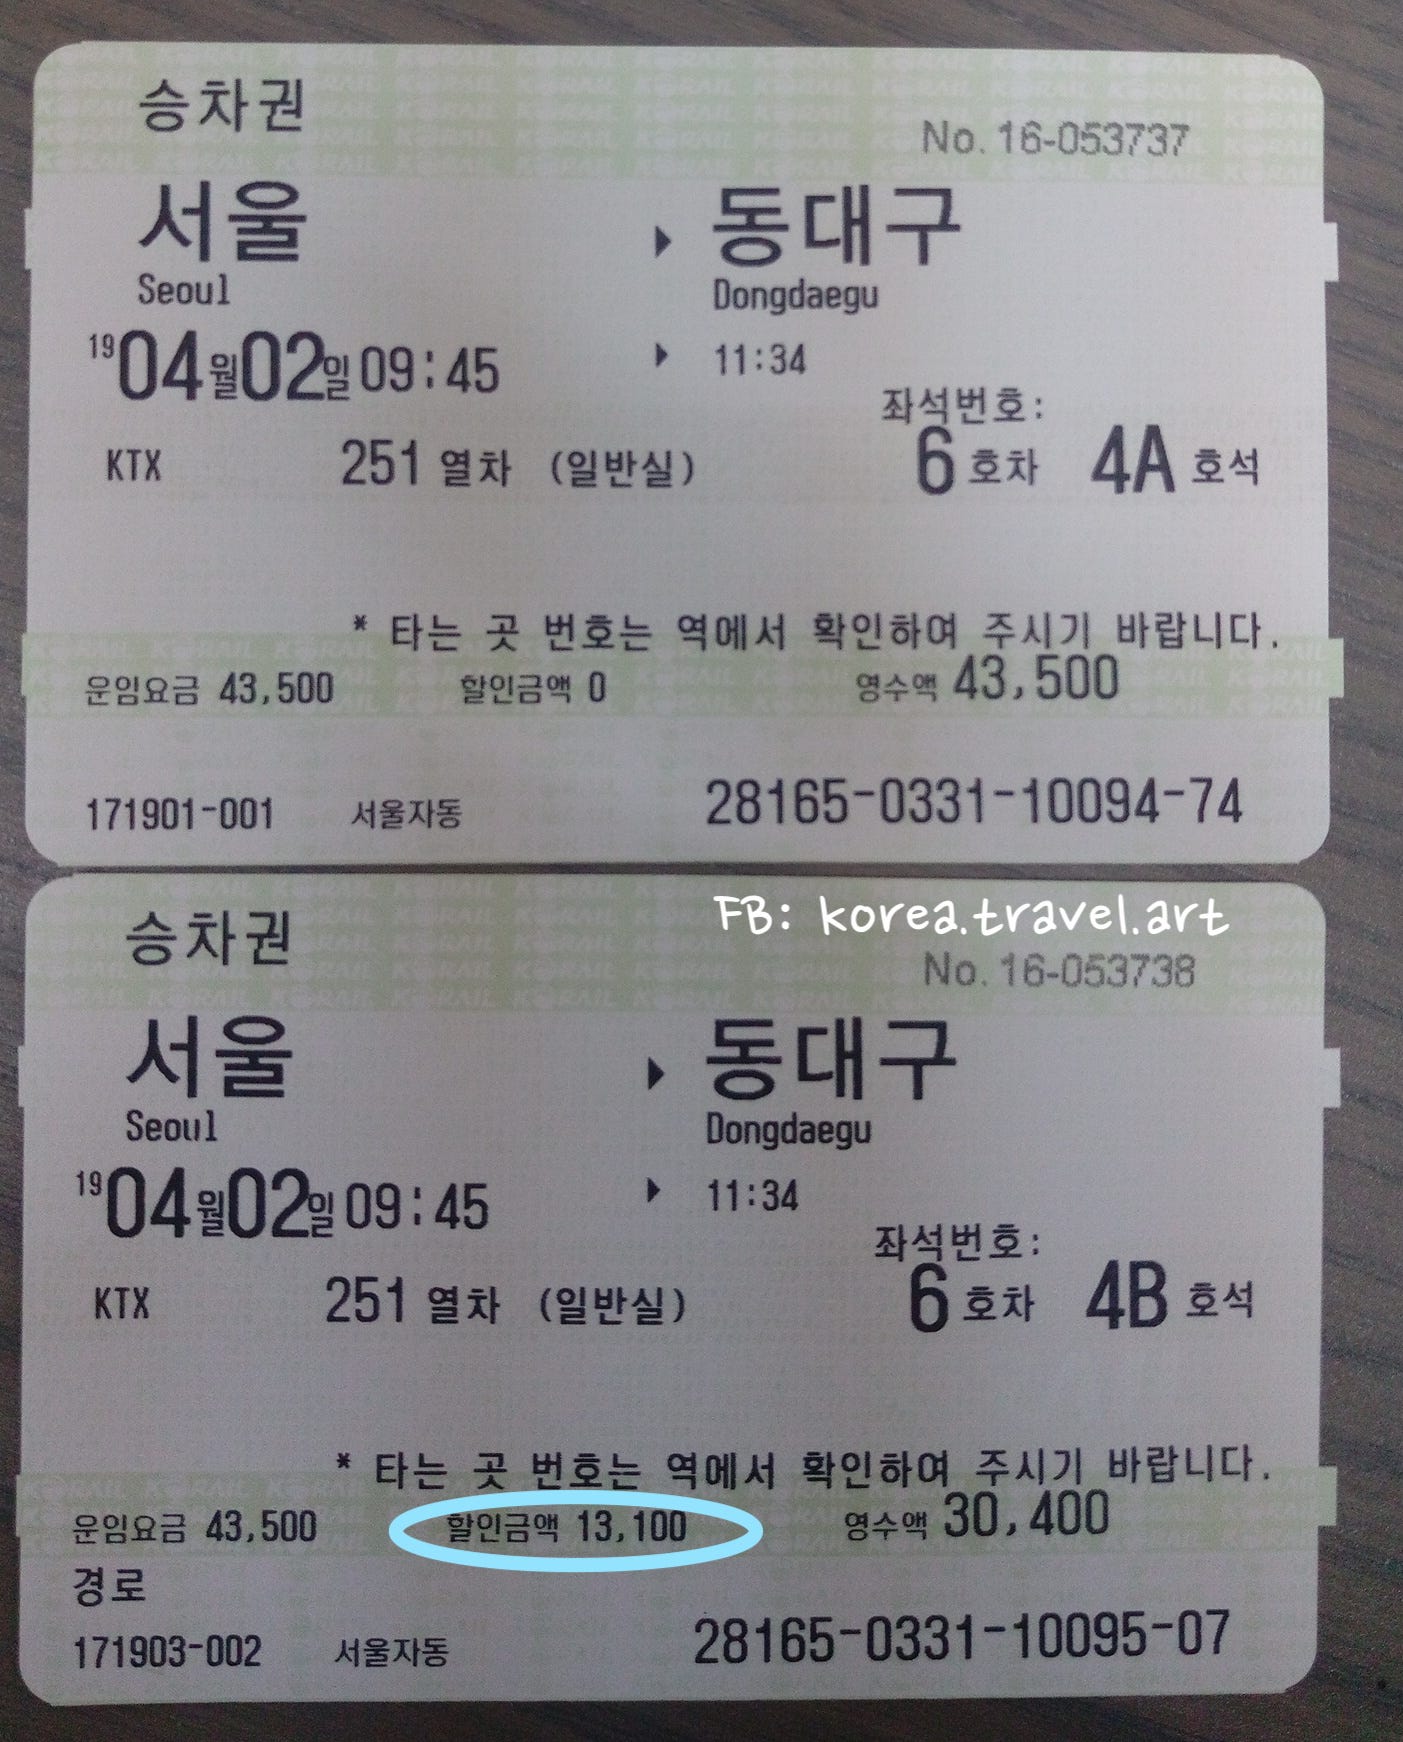 승차권
No. 16-053737
서울 ▶ 동대구
Seoul Dongdaegu
19 04월 02일 09:45 ▶ 11:34
좌석번호:
KTX 251 열차 (일반실) 6 호차 4A 호석
* 타는 곳 번호는 역에서 확인하여 주시기 바랍니다.
운임요금 43,500 할인금액 0 영수액 43,500
171901-001 서울자동 28165-0331-10094-74
FB: korea.travel.art
승차권
No. 16-053738
서울 ▶ 동대구
Seoul Dongdaegu
19 04월 02일 09:45 ▶ 11:34
좌석번호:
KTX 251 열차 (일반실) 6 호차 4B 호석
* 타는 곳 번호는 역에서 확인하여 주시기 바랍니다.
운임요금 43,500 할인금액 13,100 영수액 30,400
경로
171903-002 서울자동 28165-0331-10095-07